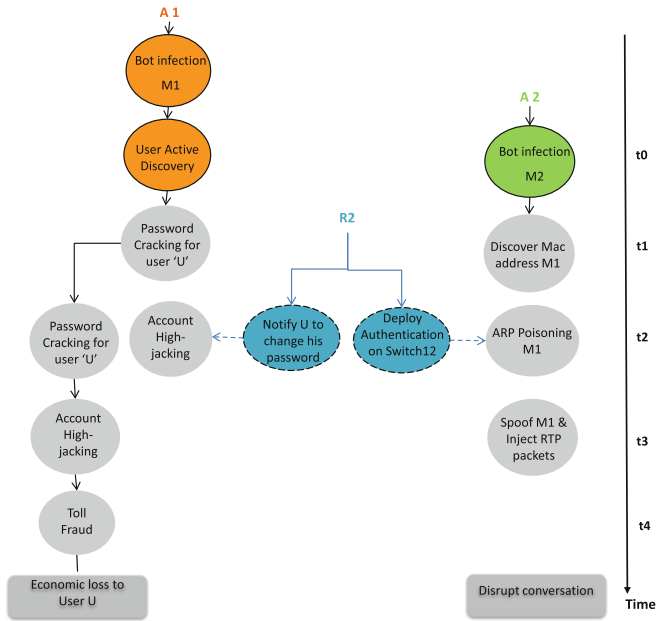 A 1
Bot infection
M1
A 2
User Active
Discovery
Bot infection
M2
t0
Password
Cracking for
user ‘U’
R2
Discover Mac
address M1
t1
Password
Cracking for
user ‘U’
Account
High-
jacking
Notify U to
change his
password
Deploy
Authentication
on Switch12
ARP Poisoning
M1
t2
Account
High-
jacking
Spoof M1 &
Inject RTP
packets
t3
Toll
Fraud
t4
Economic loss to
User U
Disrupt conversation
Time